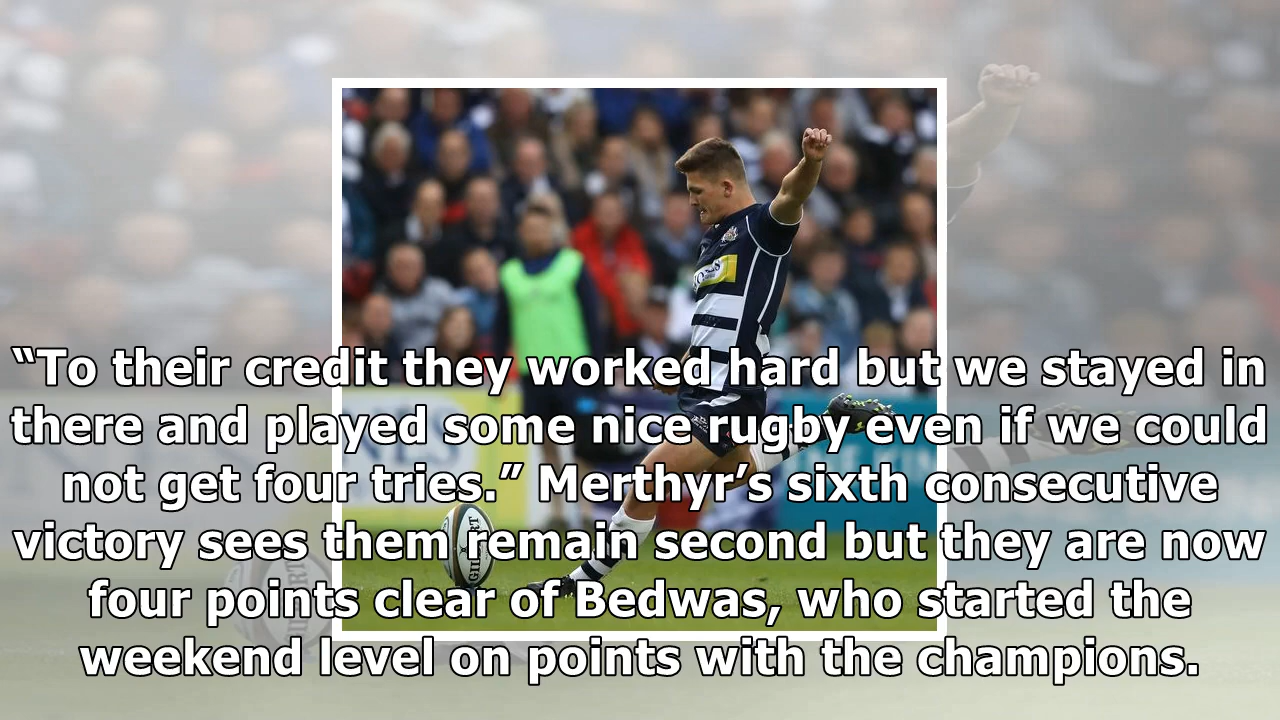 “To their credit they worked hard but we stayed in
there and played some nice rugby even if we could
not get four tries.” Merthyr’s sixth consecutive
victory sees them remain second but they are now
four points clear of Bedwas, who started the
weekend level on points with the champions.
GILBERT